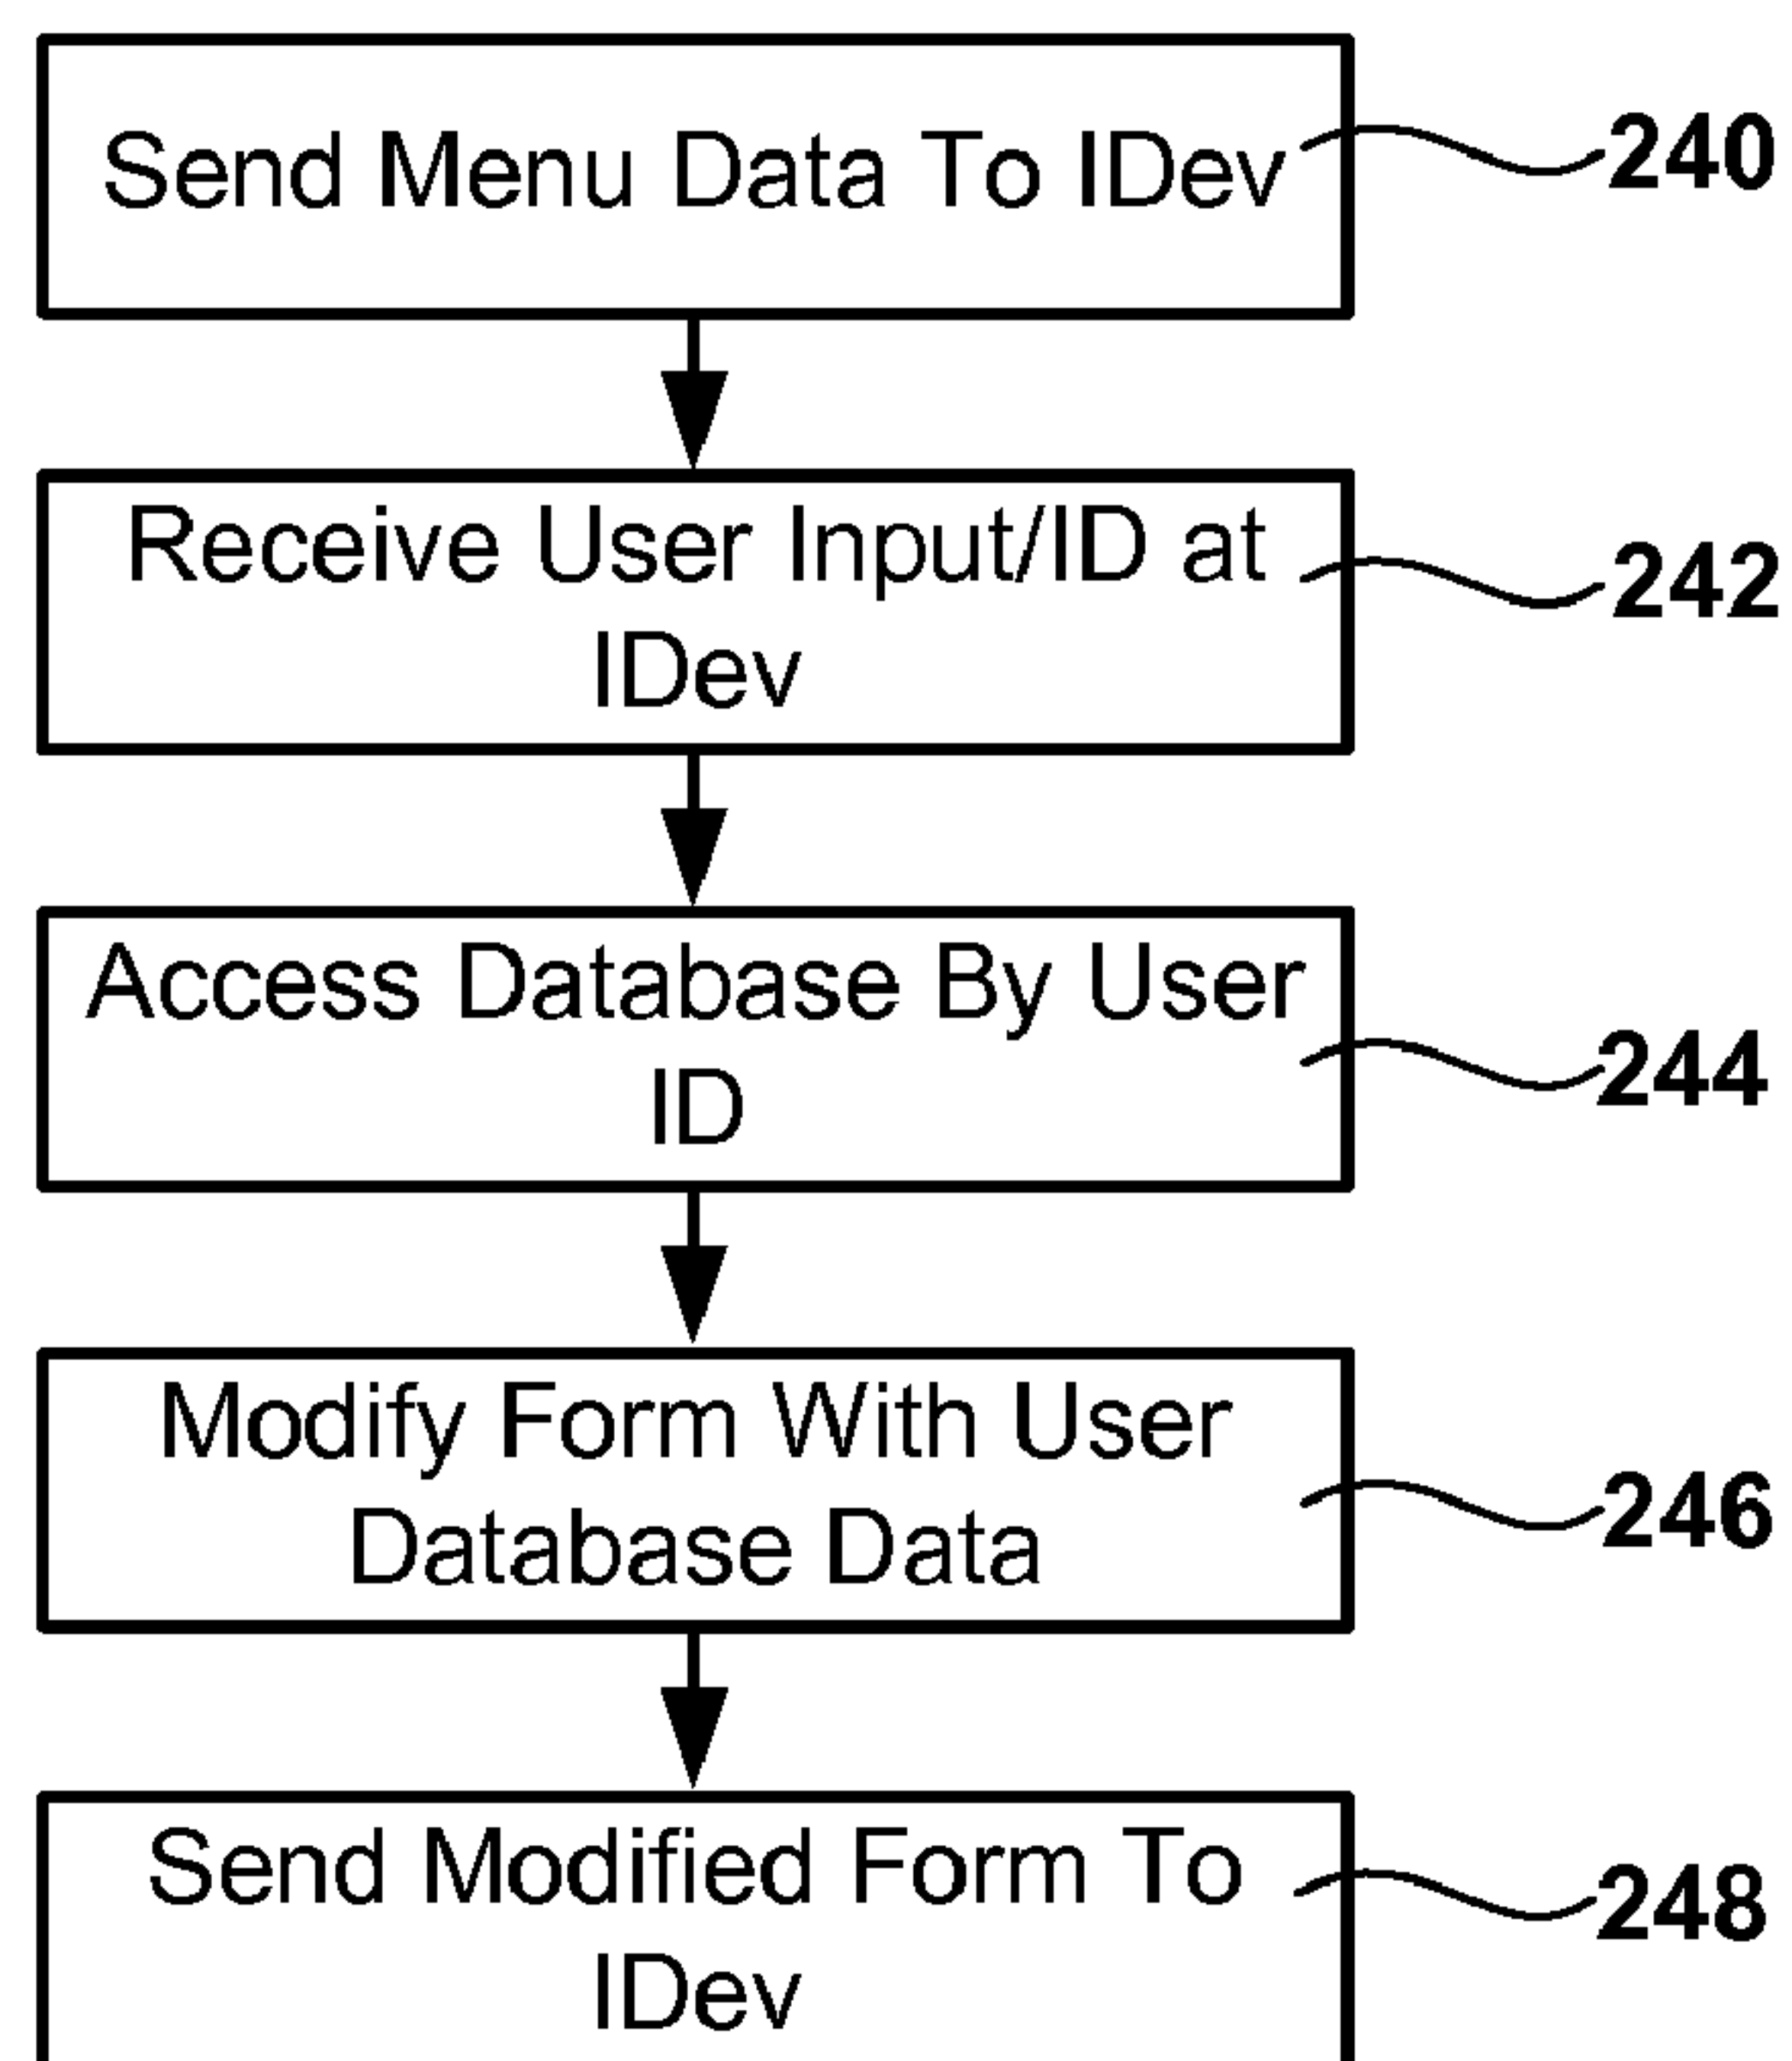 Send Menu Data To IDev
240
Receive User Input/ID at
IDev
242
Access Database By User
ID
244
Modify Form With User
Database Data
246
Send Modified Form To
IDev
248